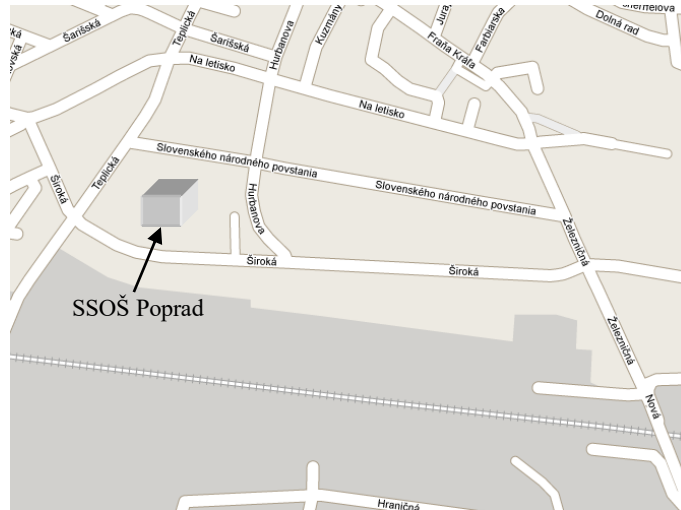 Šarišská
Teplická
Šarišská
Hurbanova
Kuzmány
Fraňa Kráľa
Farbiarska
Dolná rad
Na letisko
Na letisko
Slovenského národného povstania
Slovenského národného povstania
Široká
Teplická
Hurbanova
Železničná
Široká
Široká
SSOŠ Poprad
Železničná
Nová
Hraničná